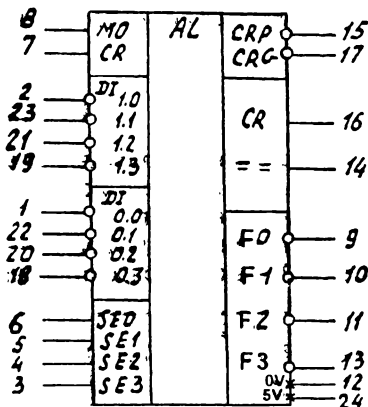 8 MO AL CRP 15
7 CR CRG 17
2 DI 1.0
23 1.1 CR 16
21 1.2
19 1.3 = = 14
DI
1 0.0
22 0.1 F0 9
20 0.2
18 0.3 F1 10
6 SE0 F2 11
5 SE1
4 SE2 F3 13
3 SE3 0V 12
5V 24